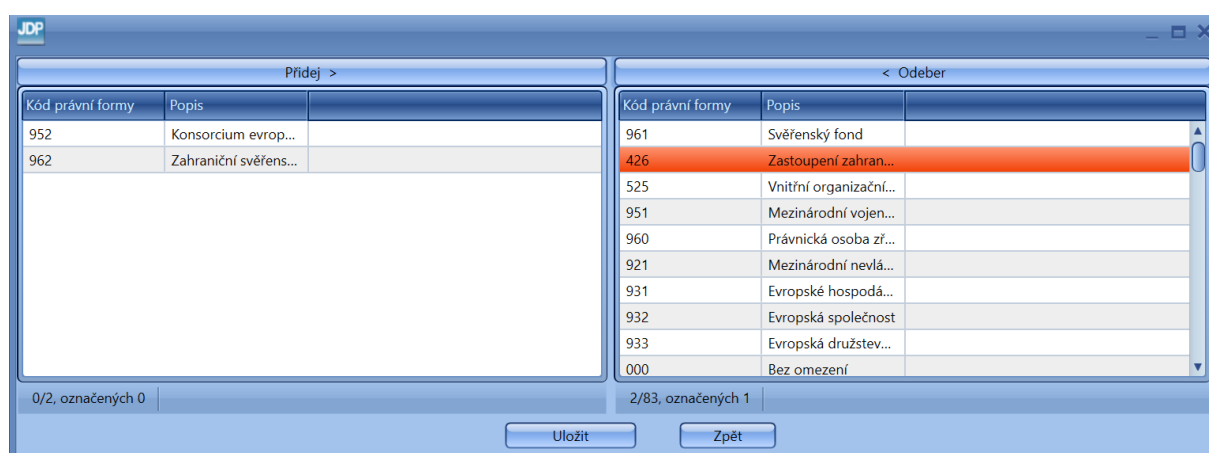 JDP
Přidej >
< Odeber
Kód právní formy Popis
952 Konsorcium evrop...
962 Zahraniční svěřens...
0/2, označených 0
Kód právní formy Popis
961 Svěřenský fond
426 Zastoupení zahran...
525 Vnitřní organizační...
951 Mezinárodní vojen...
960 Právnická osoba zř...
921 Mezinárodní nevlá...
931 Evropské hospodá...
932 Evropská společnost
933 Evropská družstev...
000 Bez omezení
2/83, označených 1
Uložit Zpět